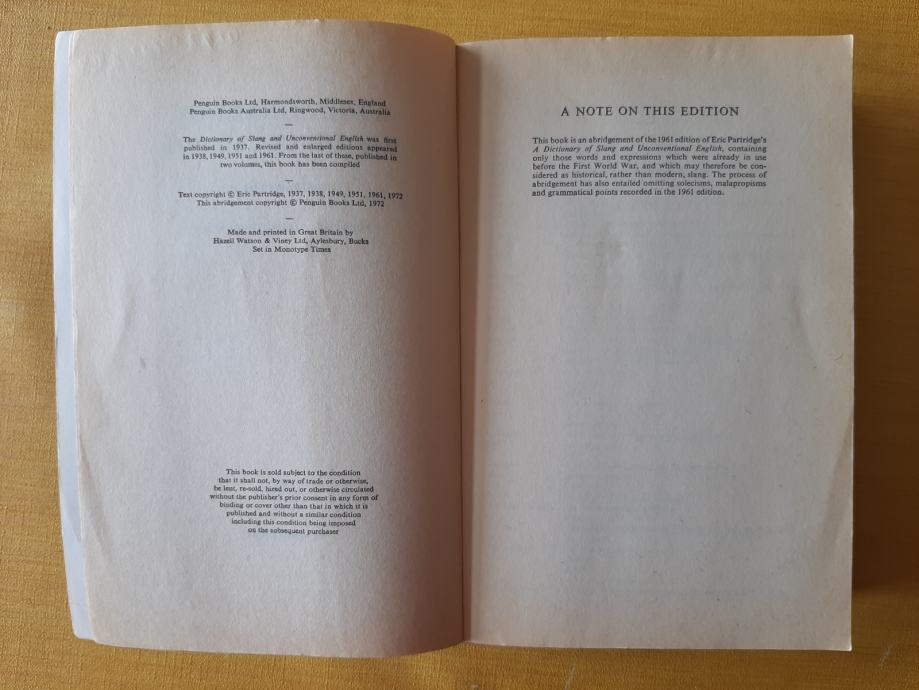 Penguin Books Ltd, Harmondsworth, Middlesex, England
Penguin Books Australia Ltd, Ringwood, Victoria, Australia
—
The Dictionary of Slang and Unconventional English was first
published in 1937. Revised and enlarged editions appeared
in 1938, 1949, 1951 and 1961. From the last of these, published in
two volumes, this book has been compiled
—
Text copyright © Eric Partridge, 1937, 1938, 1949, 1951, 1961, 1972
This abridgement copyright © Penguin Books Ltd, 1972
—
Made and printed in Great Britain by
Hazell Watson & Viney Ltd, Aylesbury, Bucks
Set in Monotype Times
This book is sold subject to the condition
that it shall not, by way of trade or otherwise,
be lent, re-sold, hired out, or otherwise circulated
without the publisher's prior consent in any form of
binding or cover other than that in which it is
published and without a similar condition
including this condition being imposed
on the subsequent purchaser
A NOTE ON THIS EDITION
This book is an abridgement of the 1961 edition of Eric Partridge's
A Dictionary of Slang and Unconventional English, containing
only those words and expressions which were already in use
before the First World War, and which may therefore be con-
sidered as historical, rather than modern, slang. The process of
abridgement has also entailed omitting solecisms, malapropisms
and grammatical points recorded in the 1961 edition.